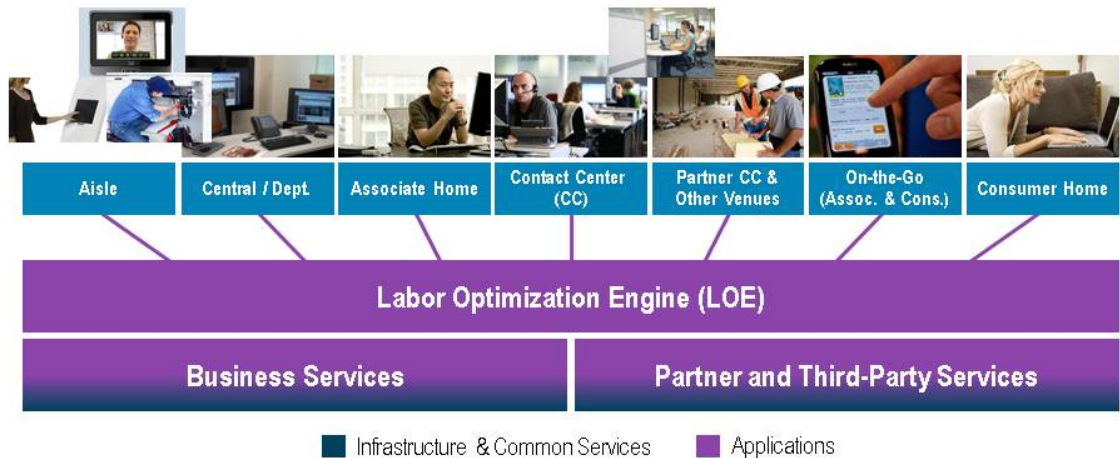 Aisle
Central / Dept.
Associate Home
Contact Center
(CC)
Partner CC &
Other Venues
On-the-Go
(Assoc. & Cons.)
Consumer Home
Labor Optimization Engine (LOE)
Business Services
Partner and Third-Party Services
Infrastructure & Common Services
Applications